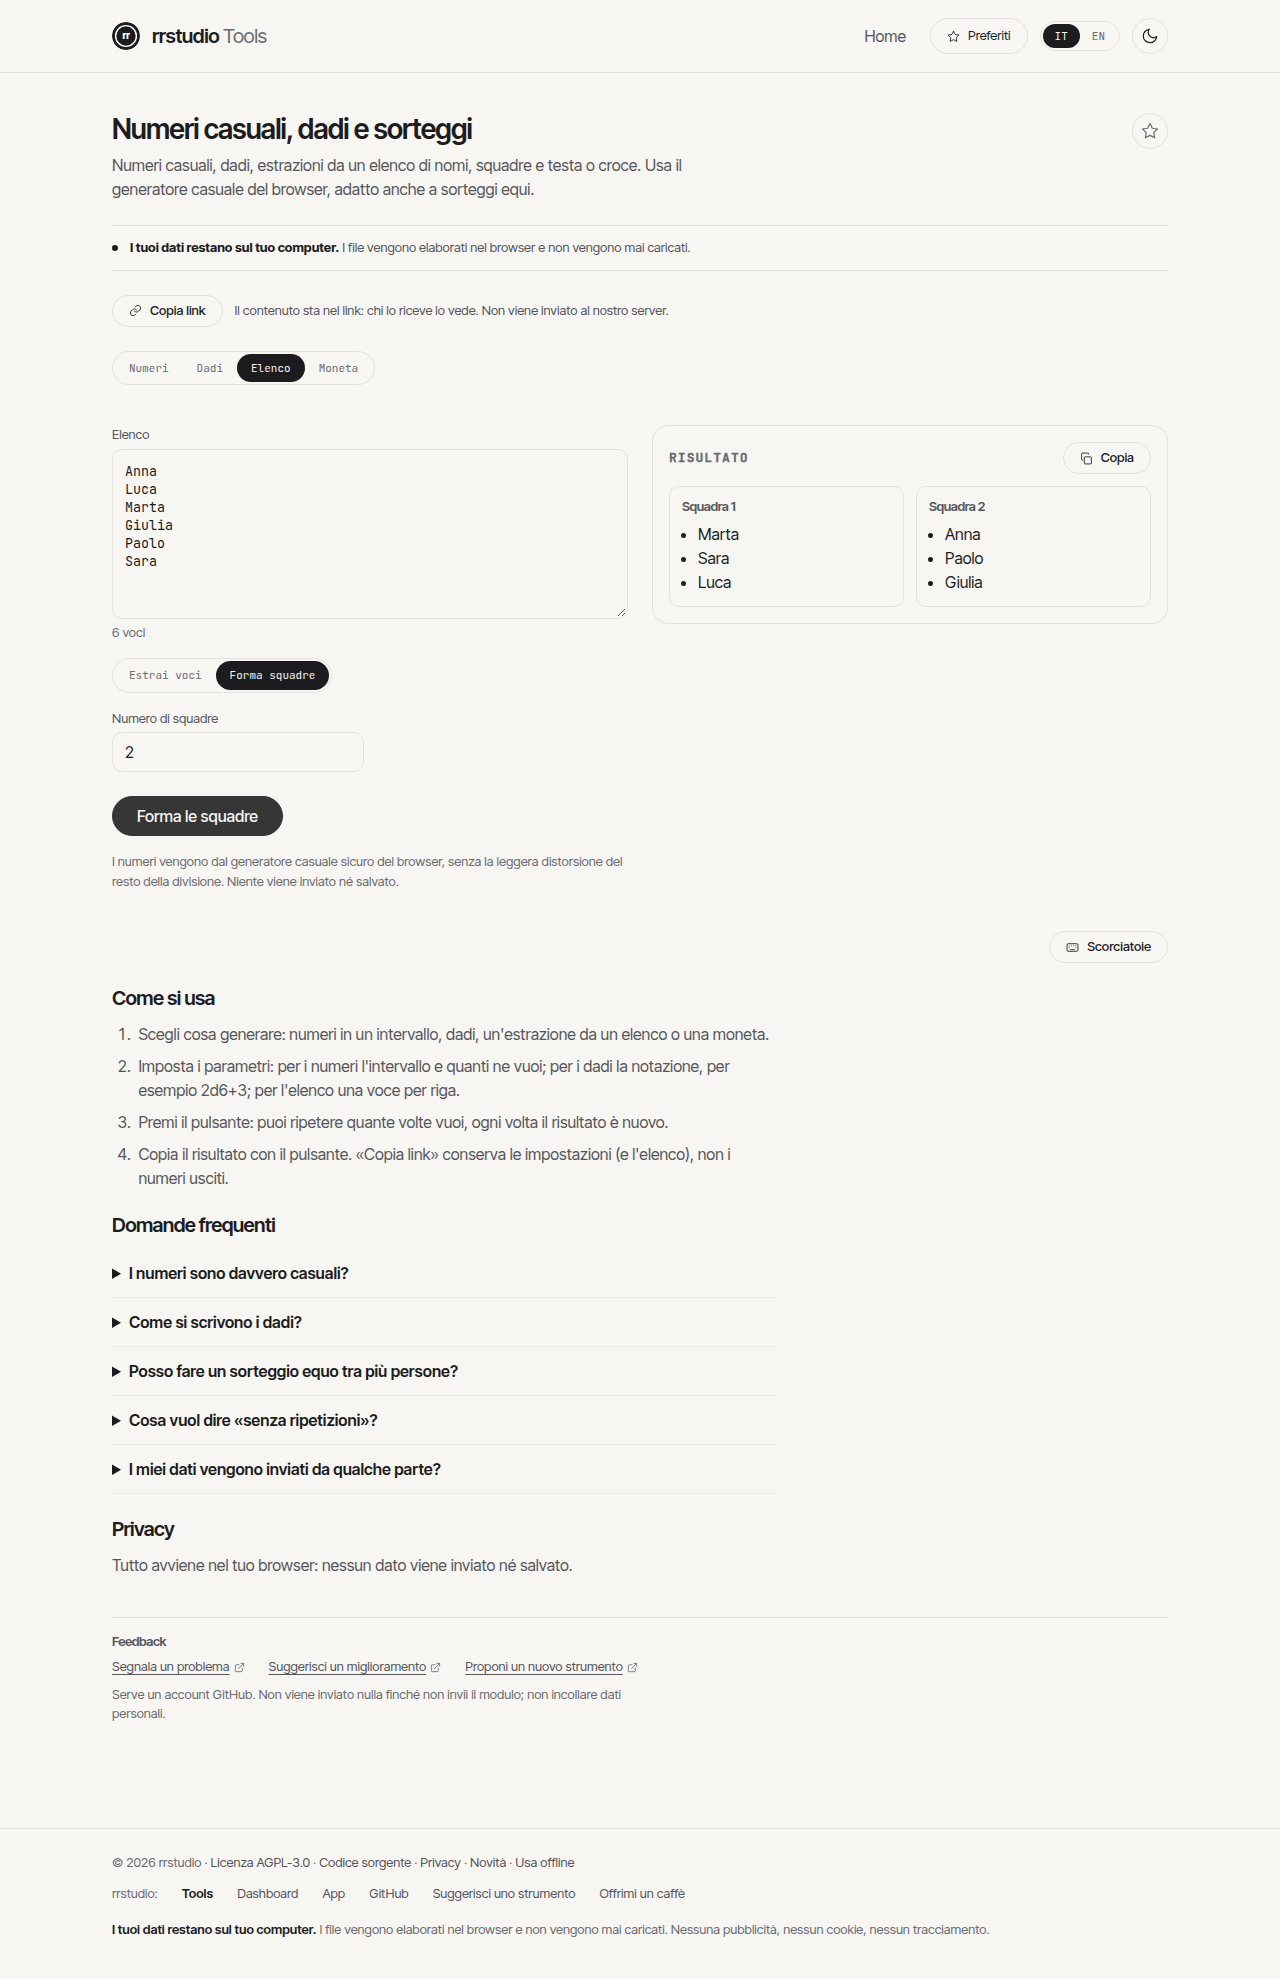 rr rrstudio Tools
Home
Preferiti
IT EN
Numeri casuali, dadi e sorteggi
Numeri casuali, dadi, estrazioni da un elenco di nomi, squadre e testa o croce. Usa il
generatore casuale del browser, adatto anche a sorteggi equi.
I tuoi dati restano sul tuo computer. I file vengono elaborati nel browser e non vengono mai caricati.
Copia link
Il contenuto sta nel link: chi lo riceve lo vede. Non viene inviato al nostro server.
Numeri Dadi Elenco Moneta
Elenco
Anna
Luca
Marta
Giulia
Paolo
Sara
6 voci
Estrai voci Forma squadre
Numero di squadre
2
Forma le squadre
I numeri vengono dal generatore casuale sicuro del browser, senza la leggera distorsione del
resto della divisione. Niente viene inviato né salvato.
RISULTATO
Copia
Squadra 1
• Marta
• Sara
• Luca
Squadra 2
• Anna
• Paolo
• Giulia
Scorciatoie
Come si usa
1. Scegli cosa generare: numeri in un intervallo, dadi, un'estrazione da un elenco o una moneta.
2. Imposta i parametri: per i numeri l'intervallo e quanti ne vuoi; per i dadi la notazione, per
esempio 2d6+3; per l'elenco una voce per riga.
3. Premi il pulsante: puoi ripetere quante volte vuoi, ogni volta il risultato è nuovo.
4. Copia il risultato con il pulsante. «Copia link» conserva le impostazioni (e l'elenco), non i
numeri usciti.
Domande frequenti
I numeri sono davvero casuali?
Come si scrivono i dadi?
Posso fare un sorteggio equo tra più persone?
Cosa vuol dire «senza ripetizioni»?
I miei dati vengono inviati da qualche parte?
Privacy
Tutto avviene nel tuo browser: nessun dato viene inviato né salvato.
Feedback
Segnala un problema Suggerisci un miglioramento Proponi un nuovo strumento
Serve un account GitHub. Non viene inviato nulla finché non invii il modulo; non incollare dati
personali.
© 2026 rrstudio · Licenza AGPL-3.0 · Codice sorgente · Privacy · Novità · Usa offline
rrstudio: Tools Dashboard App GitHub Suggerisci uno strumento Offrimi un caffè
I tuoi dati restano sul tuo computer. I file vengono elaborati nel browser e non vengono mai caricati. Nessuna pubblicità, nessun cookie, nessun tracciamento.